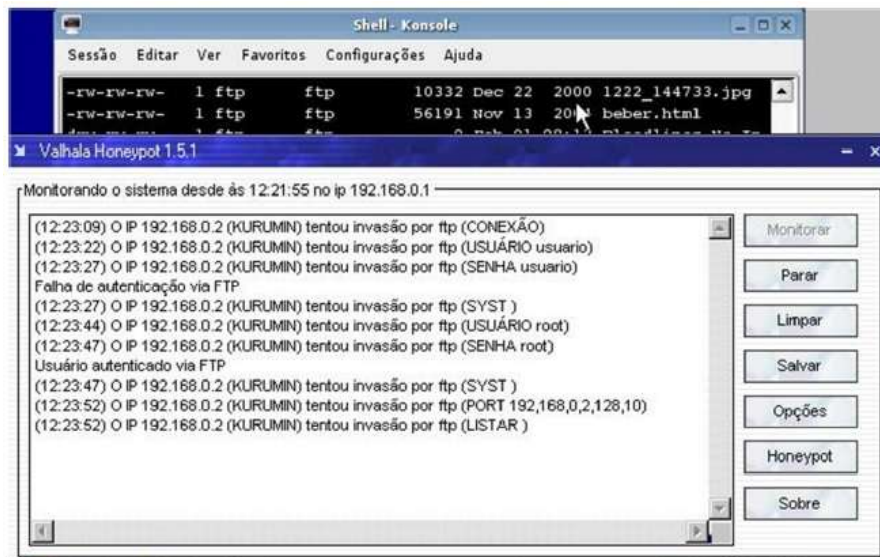 Shell - Konsole
Sessão Editar Ver Favoritos Configurações Ajuda
-rw-rw-rw- 1 ftp ftp 10332 Dec 22 2000 1222_144733.jpg
-rw-rw-rw- 1 ftp ftp 56191 Nov 13 beber.html
Valhala Honeypot 1.5.1
Monitorando o sistema desde ás 12:21:55 no ip 192.168.0.1
(12:23:09) O IP 192.168.0.2 (KURUMIN) tentou invasão por ftp (CONEXÃO)
(12:23:22) O IP 192.168.0.2 (KURUMIN) tentou invasão por ftp (USUÁRIO usuario)
(12:23:27) O IP 192.168.0.2 (KURUMIN) tentou invasão por ftp (SENHA usuario)
Falha de autenticação via FTP
(12:23:27) O IP 192.168.0.2 (KURUMIN) tentou invasão por ftp (SYST )
(12:23:44) O IP 192.168.0.2 (KURUMIN) tentou invasão por ftp (USUÁRIO root)
(12:23:47) O IP 192.168.0.2 (KURUMIN) tentou invasão por ftp (SENHA root)
Usuário autenticado via FTP
(12:23:47) O IP 192.168.0.2 (KURUMIN) tentou invasão por ftp (SYST )
(12:23:52) O IP 192.168.0.2 (KURUMIN) tentou invasão por ftp (PORT 192,168,0,2,128,10)
(12:23:52) O IP 192.168.0.2 (KURUMIN) tentou invasão por ftp (LISTAR )
Monitorar
Parar
Limpar
Salvar
Opções
Honeypot
Sobre